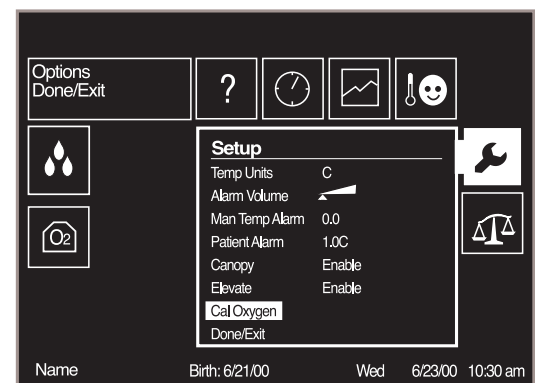 Options
Done/Exit
?
Setup
Temp Units C
Alarm Volume
Man Temp Alarm 0.0
Patient Alarm 1.0C
Canopy Enable
Elevate Enable
Cal Oxygen
Done/Exit
O2
Name Birth: 6/21/00 Wed 6/23/00 10:30 am